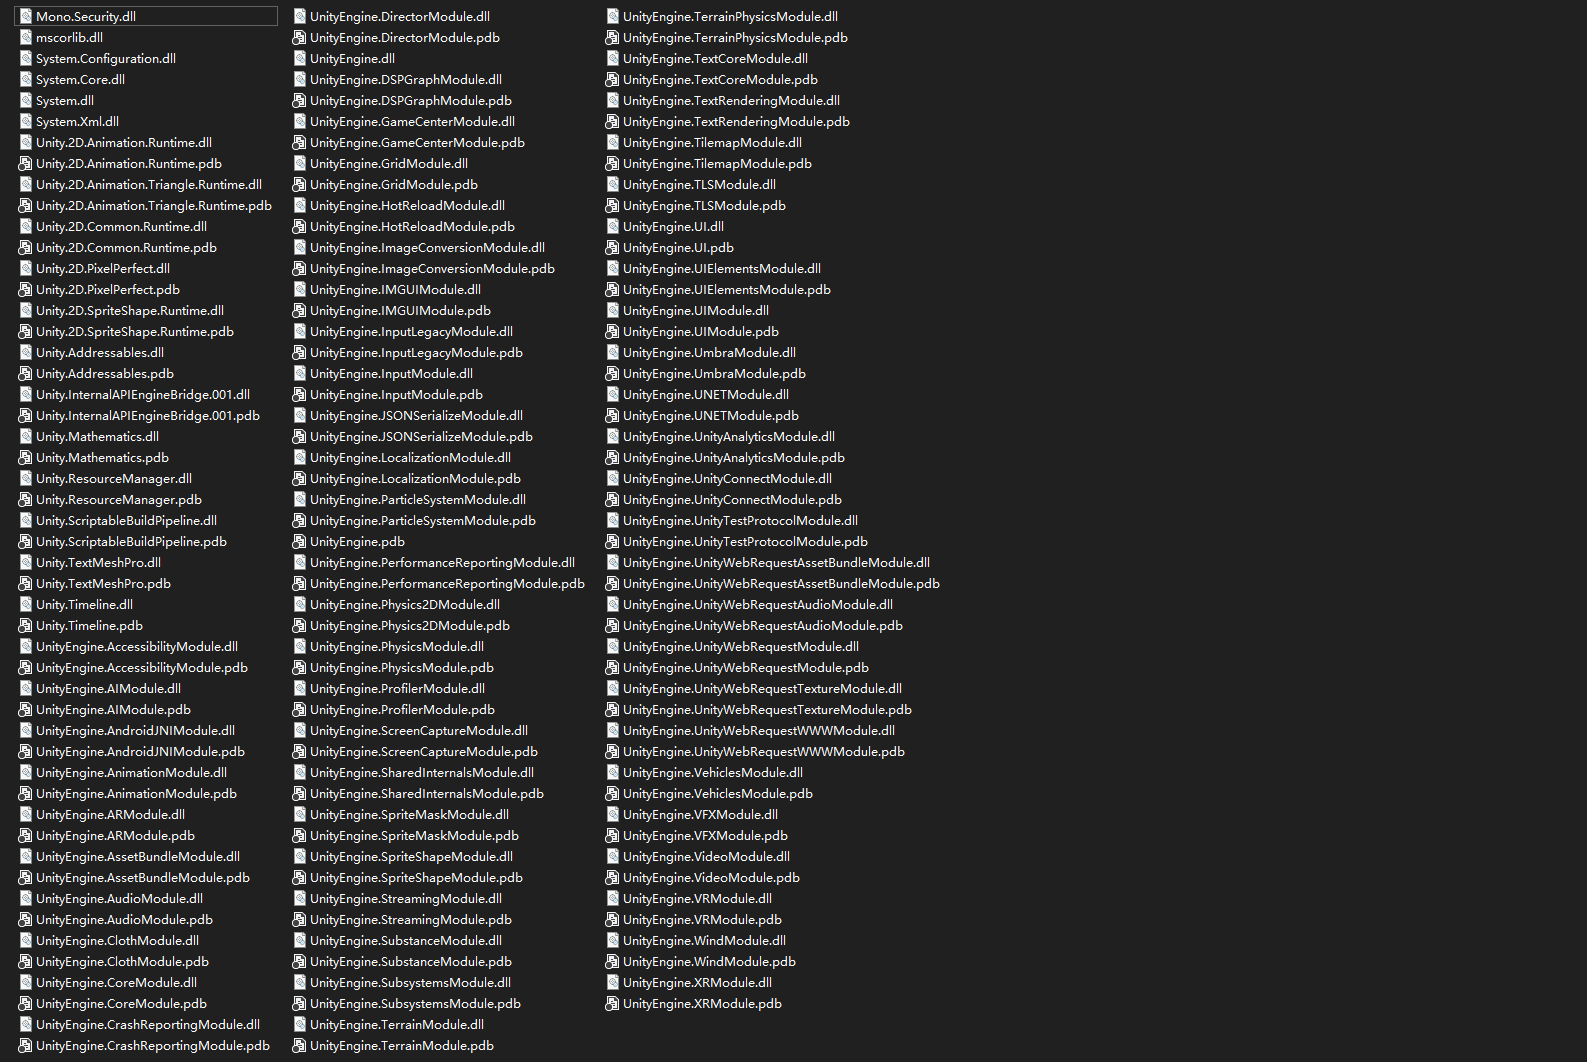 Mono.Security.dll
mscorlib.dll
System.Configuration.dll
System.Core.dll
System.dll
System.Xml.dll
Unity.2D.Animation.Runtime.dll
Unity.2D.Animation.Runtime.pdb
Unity.2D.Animation.Triangle.Runtime.dll
Unity.2D.Animation.Triangle.Runtime.pdb
Unity.2D.Common.Runtime.dll
Unity.2D.Common.Runtime.pdb
Unity.2D.PixelPerfect.dll
Unity.2D.PixelPerfect.pdb
Unity.2D.SpriteShape.Runtime.dll
Unity.2D.SpriteShape.Runtime.pdb
Unity.Addressables.dll
Unity.Addressables.pdb
Unity.InternalAPIEngineBridge.001.dll
Unity.InternalAPIEngineBridge.001.pdb
Unity.Mathematics.dll
Unity.Mathematics.pdb
Unity.ResourceManager.dll
Unity.ResourceManager.pdb
Unity.ScriptableBuildPipeline.dll
Unity.ScriptableBuildPipeline.pdb
Unity.TextMeshPro.dll
Unity.TextMeshPro.pdb
Unity.Timeline.dll
Unity.Timeline.pdb
UnityEngine.AccessibilityModule.dll
UnityEngine.AccessibilityModule.pdb
UnityEngine.AIModule.dll
UnityEngine.AIModule.pdb
UnityEngine.AndroidJNIModule.dll
UnityEngine.AndroidJNIModule.pdb
UnityEngine.AnimationModule.dll
UnityEngine.AnimationModule.pdb
UnityEngine.ARModule.dll
UnityEngine.ARModule.pdb
UnityEngine.AssetBundleModule.dll
UnityEngine.AssetBundleModule.pdb
UnityEngine.AudioModule.dll
UnityEngine.AudioModule.pdb
UnityEngine.ClothModule.dll
UnityEngine.ClothModule.pdb
UnityEngine.CoreModule.dll
UnityEngine.CoreModule.pdb
UnityEngine.CrashReportingModule.dll
UnityEngine.CrashReportingModule.pdb
UnityEngine.DirectorModule.dll
UnityEngine.DirectorModule.pdb
UnityEngine.dll
UnityEngine.DSPGraphModule.dll
UnityEngine.DSPGraphModule.pdb
UnityEngine.GameCenterModule.dll
UnityEngine.GameCenterModule.pdb
UnityEngine.GridModule.dll
UnityEngine.GridModule.pdb
UnityEngine.HotReloadModule.dll
UnityEngine.HotReloadModule.pdb
UnityEngine.ImageConversionModule.dll
UnityEngine.ImageConversionModule.pdb
UnityEngine.IMGUIModule.dll
UnityEngine.IMGUIModule.pdb
UnityEngine.InputLegacyModule.dll
UnityEngine.InputLegacyModule.pdb
UnityEngine.InputModule.dll
UnityEngine.InputModule.pdb
UnityEngine.JSONSerializeModule.dll
UnityEngine.JSONSerializeModule.pdb
UnityEngine.LocalizationModule.dll
UnityEngine.LocalizationModule.pdb
UnityEngine.ParticleSystemModule.dll
UnityEngine.ParticleSystemModule.pdb
UnityEngine.pdb
UnityEngine.PerformanceReportingModule.dll
UnityEngine.PerformanceReportingModule.pdb
UnityEngine.Physics2DModule.dll
UnityEngine.Physics2DModule.pdb
UnityEngine.PhysicsModule.dll
UnityEngine.PhysicsModule.pdb
UnityEngine.ProfilerModule.dll
UnityEngine.ProfilerModule.pdb
UnityEngine.ScreenCaptureModule.dll
UnityEngine.ScreenCaptureModule.pdb
UnityEngine.SharedInternalsModule.dll
UnityEngine.SharedInternalsModule.pdb
UnityEngine.SpriteMaskModule.dll
UnityEngine.SpriteMaskModule.pdb
UnityEngine.SpriteShapeModule.dll
UnityEngine.SpriteShapeModule.pdb
UnityEngine.StreamingModule.dll
UnityEngine.StreamingModule.pdb
UnityEngine.SubstanceModule.dll
UnityEngine.SubstanceModule.pdb
UnityEngine.SubsystemsModule.dll
UnityEngine.SubsystemsModule.pdb
UnityEngine.TerrainModule.dll
UnityEngine.TerrainModule.pdb
UnityEngine.TerrainPhysicsModule.dll
UnityEngine.TerrainPhysicsModule.pdb
UnityEngine.TextCoreModule.dll
UnityEngine.TextCoreModule.pdb
UnityEngine.TextRenderingModule.dll
UnityEngine.TextRenderingModule.pdb
UnityEngine.TilemapModule.dll
UnityEngine.TilemapModule.pdb
UnityEngine.TLSModule.dll
UnityEngine.TLSModule.pdb
UnityEngine.UI.dll
UnityEngine.UI.pdb
UnityEngine.UIElementsModule.dll
UnityEngine.UIElementsModule.pdb
UnityEngine.UIModule.dll
UnityEngine.UIModule.pdb
UnityEngine.UmbraModule.dll
UnityEngine.UmbraModule.pdb
UnityEngine.UNETModule.dll
UnityEngine.UNETModule.pdb
UnityEngine.UnityAnalyticsModule.dll
UnityEngine.UnityAnalyticsModule.pdb
UnityEngine.UnityConnectModule.dll
UnityEngine.UnityConnectModule.pdb
UnityEngine.UnityTestProtocolModule.dll
UnityEngine.UnityTestProtocolModule.pdb
UnityEngine.UnityWebRequestAssetBundleModule.dll
UnityEngine.UnityWebRequestAssetBundleModule.pdb
UnityEngine.UnityWebRequestAudioModule.dll
UnityEngine.UnityWebRequestAudioModule.pdb
UnityEngine.UnityWebRequestModule.dll
UnityEngine.UnityWebRequestModule.pdb
UnityEngine.UnityWebRequestTextureModule.dll
UnityEngine.UnityWebRequestTextureModule.pdb
UnityEngine.UnityWebRequestWWWModule.dll
UnityEngine.UnityWebRequestWWWModule.pdb
UnityEngine.VehiclesModule.dll
UnityEngine.VehiclesModule.pdb
UnityEngine.VFXModule.dll
UnityEngine.VFXModule.pdb
UnityEngine.VideoModule.dll
UnityEngine.VideoModule.pdb
UnityEngine.VRModule.dll
UnityEngine.VRModule.pdb
UnityEngine.WindModule.dll
UnityEngine.WindModule.pdb
UnityEngine.XRModule.dll
UnityEngine.XRModule.pdb